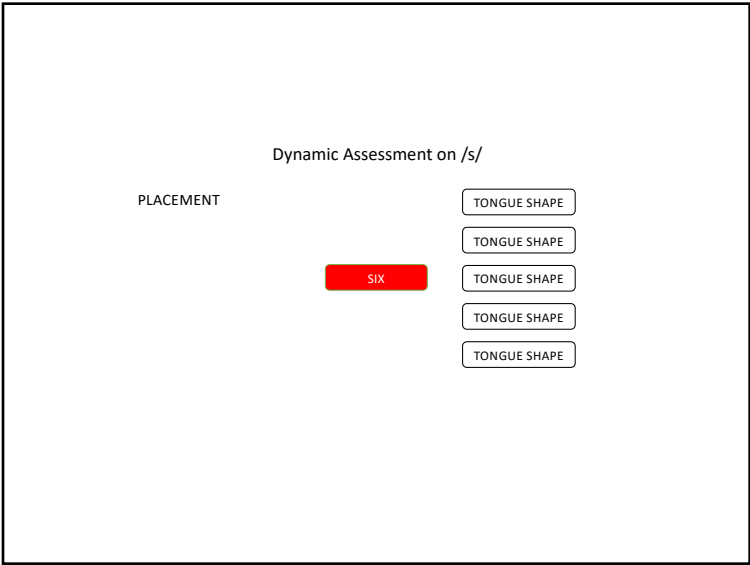 Dynamic Assessment on /s/
PLACEMENT
TONGUE SHAPE
TONGUE SHAPE
SIX
TONGUE SHAPE
TONGUE SHAPE
TONGUE SHAPE